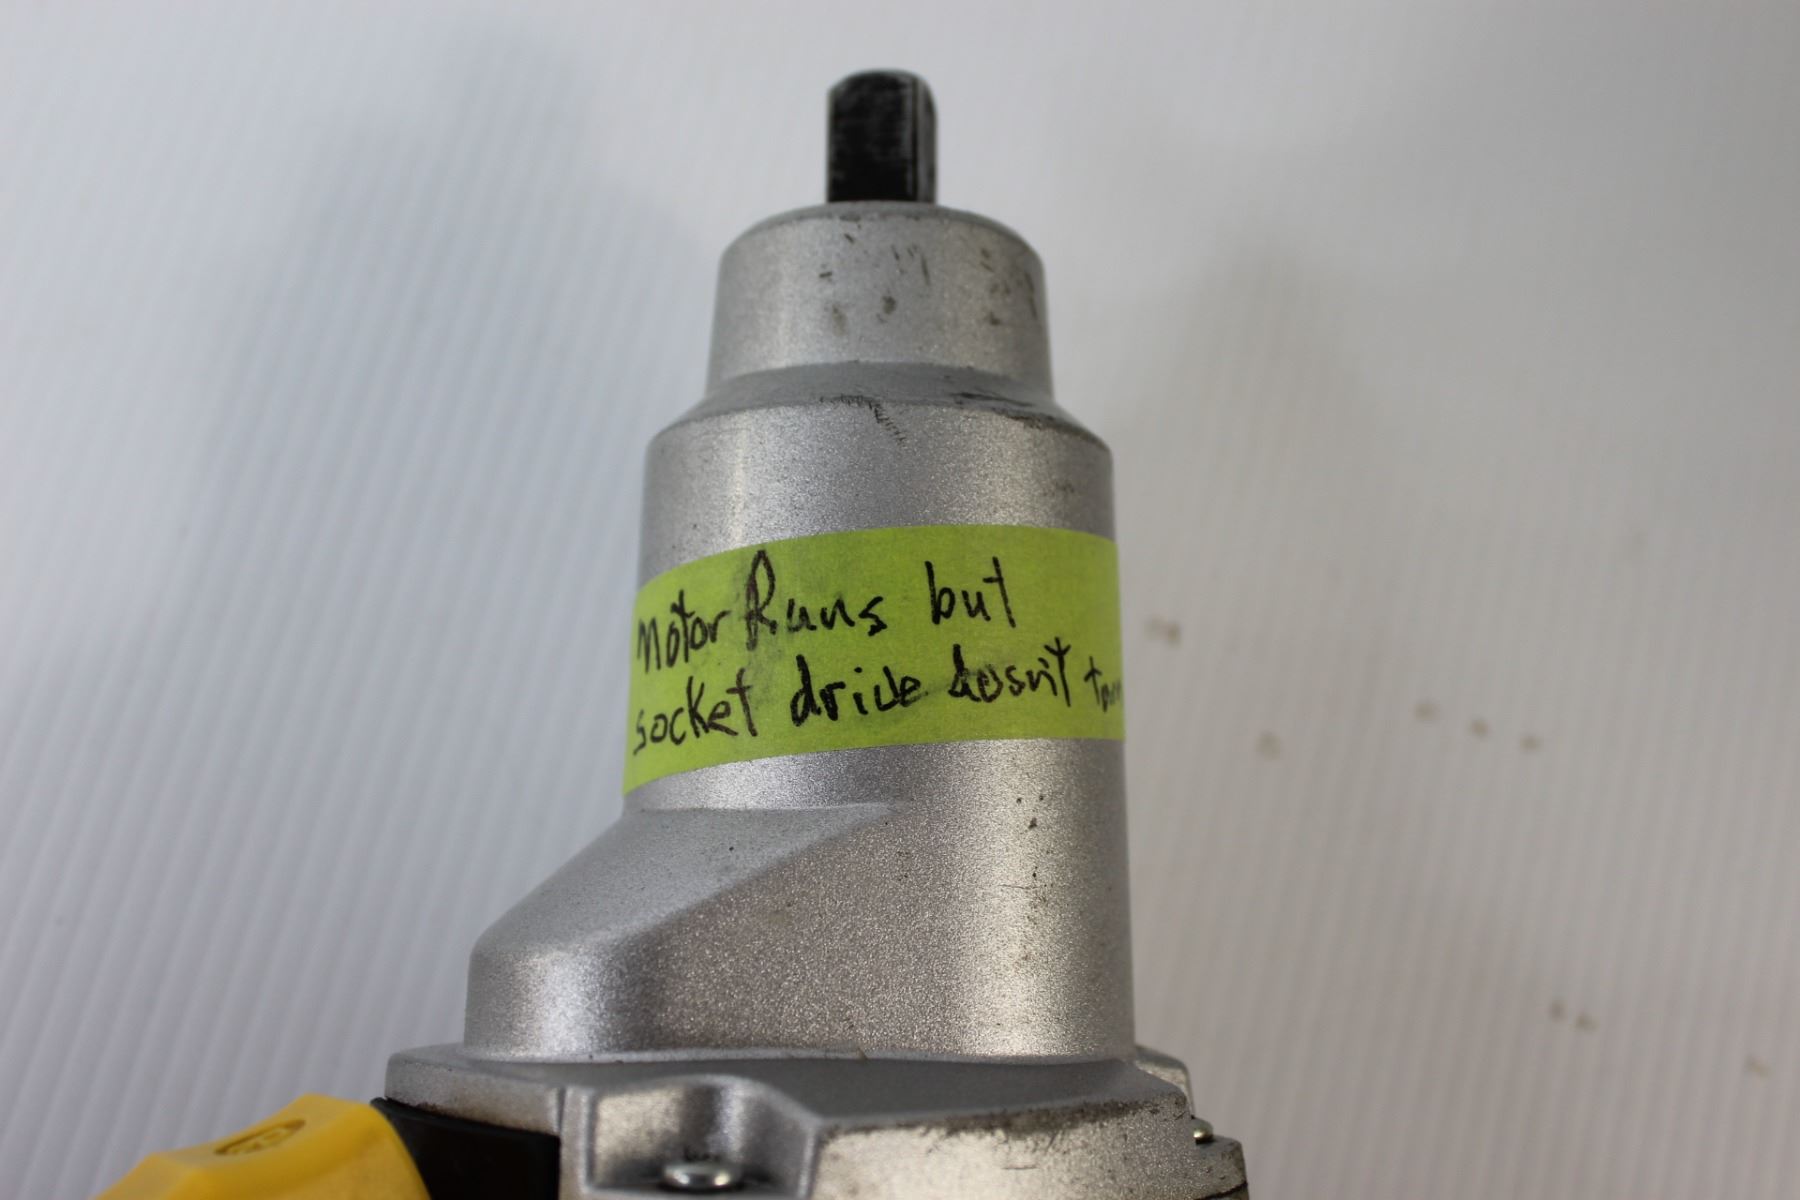 Motor Runs but
socket drive dosn't